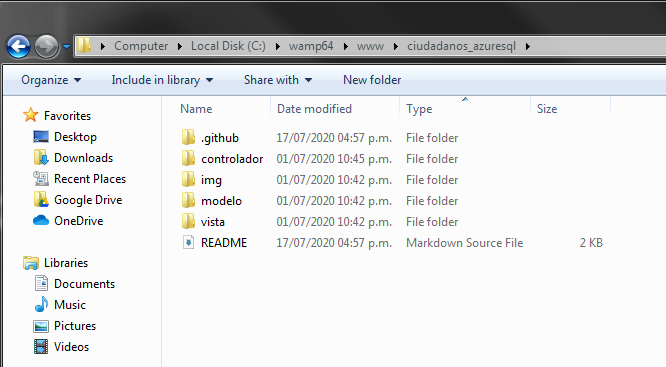 Computer Local Disk (C:) wamp64 www ciudadanos_azuresql
Organize Include in library Share with New folder
Favorites
Desktop
Downloads
Recent Places
Google Drive
OneDrive
Libraries
Documents
Music
Pictures
Videos
Name Date modified Type Size
.github 17/07/2020 04:57 p.m. File folder
controlador 01/07/2020 10:45 p.m. File folder
img 01/07/2020 10:42 p.m. File folder
modelo 01/07/2020 10:42 p.m. File folder
vista 01/07/2020 10:42 p.m. File folder
README 17/07/2020 04:57 p.m. Markdown Source File 2 KB